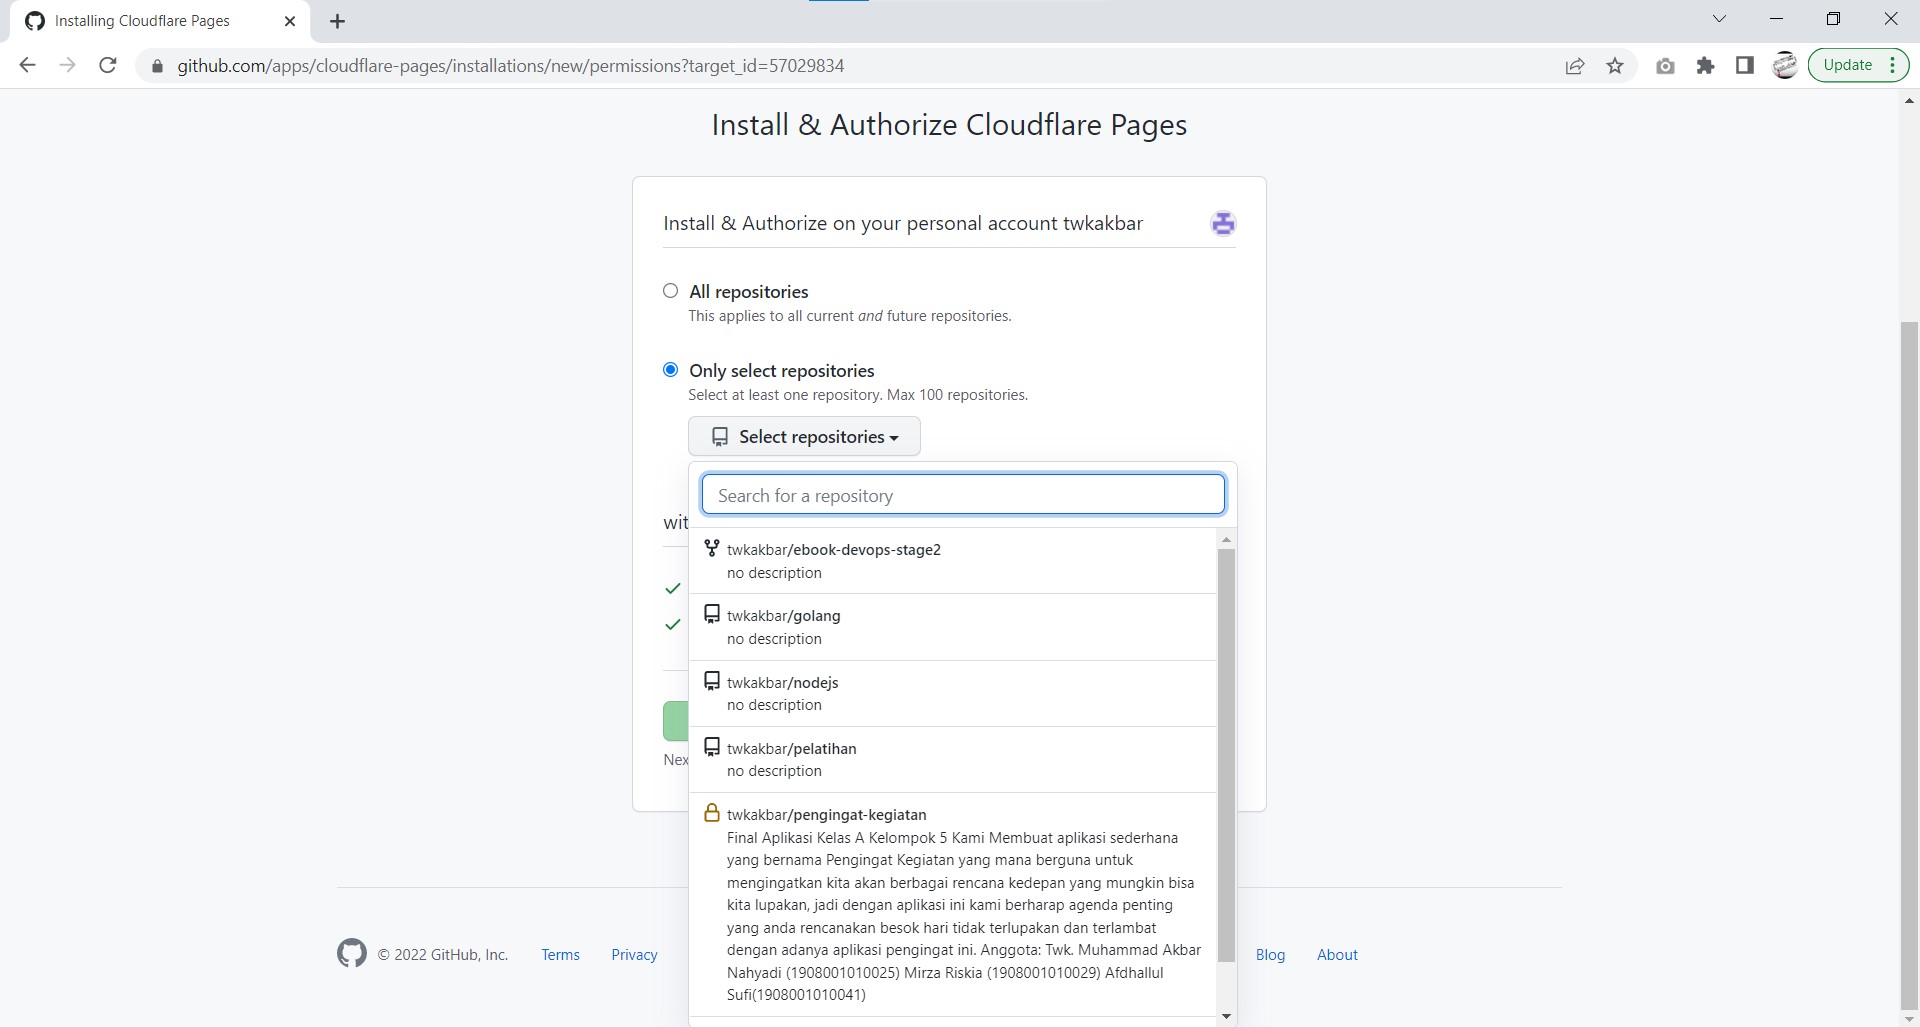 Installing Cloudflare Pages
github.com/apps/cloudflare-pages/installations/new/permissions?target_id=57029834
Update
Install & Authorize Cloudflare Pages
Install & Authorize on your personal account twkakbar
All repositories
This applies to all current and future repositories.
Only select repositories
Select at least one repository. Max 100 repositories.
Select repositories
Search for a repository
wit
twkakbar/ebook-devops-stage2
no description
twkakbar/golang
no description
twkakbar/nodejs
no description
twkakbar/pelatihan
no description
Nex
twkakbar/pengingat-kegiatan
Final Aplikasi Kelas A Kelompok 5 Kami Membuat aplikasi sederhana
yang bernama Pengingat Kegiatan yang mana berguna untuk
mengingatkan kita akan berbagai rencana kedepan yang mungkin bisa
kita lupakan, jadi dengan aplikasi ini kami berharap agenda penting
yang anda rencanakan besok hari tidak terlupakan dan terlambat
dengan adanya aplikasi pengingat ini. Anggota: Twk. Muhammad Akbar
Nahyadi (1908001010025) Mirza Riskia (1908001010029) Afdhallul
Sufi(1908001010041)
© 2022 GitHub, Inc. Terms Privacy Blog About